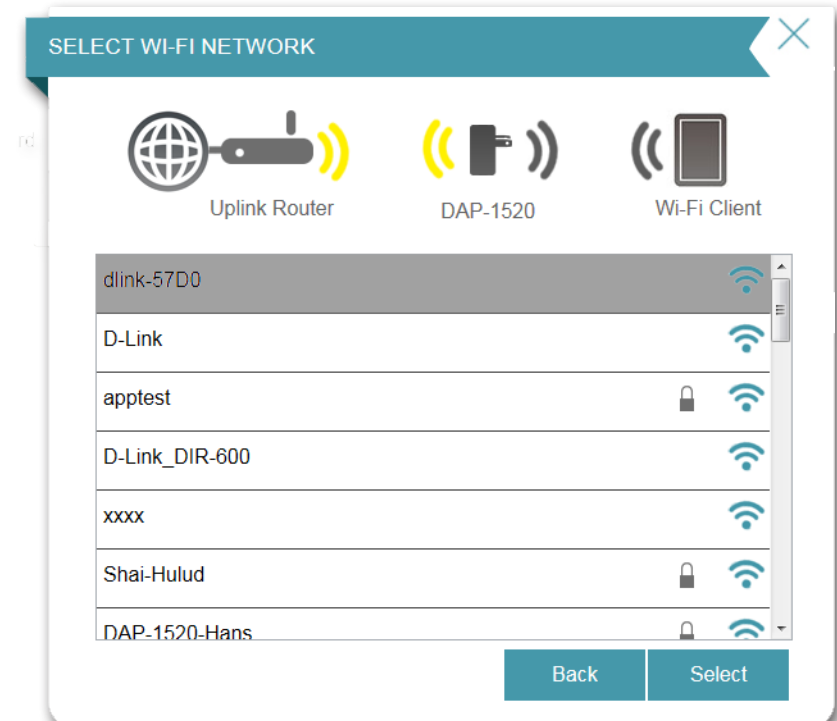 SELECT WI-FI NETWORK
Uplink Router DAP-1520 Wi-Fi Client
dlink-57D0
D-Link
apptest
D-Link_DIR-600
xxxx
Shai-Hulud
DAP-1520-Hans
Back Select